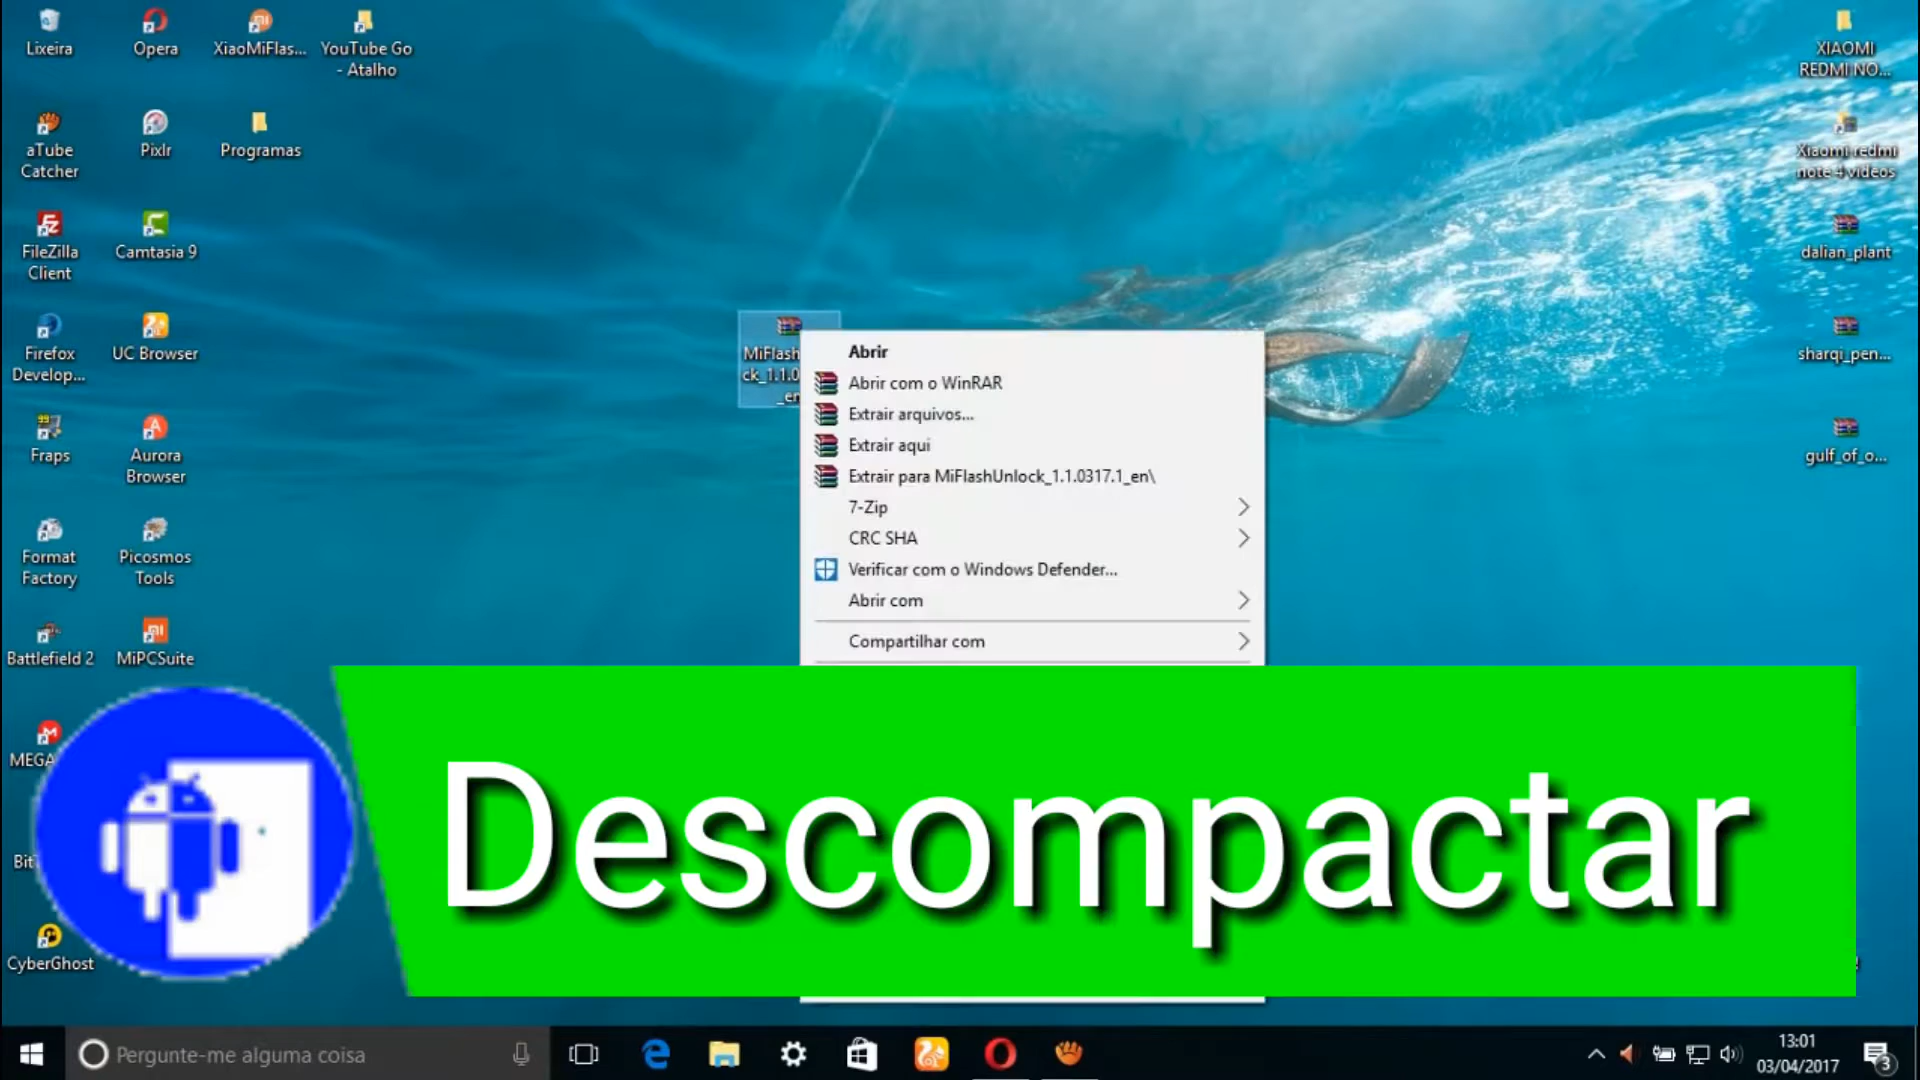 Lixeira
Opera
XiaoMiFlas...
YouTube Go
- Atalho
aTube
Catcher
Pixlr
Programas
FileZilla
Client
Camtasia 9
Firefox
Develop...
UC Browser
Fraps
Aurora
Browser
Format
Factory
Picosmos
Tools
Battlefield 2
MiPCSuite
MEGA
Bit
CyberGhost
MiFlash
ck_1.1.0
_en
Abrir
Abrir com o WinRAR
Extrair arquivos...
Extrair aqui
Extrair para MiFlashUnlock_1.1.0317.1_en\
7-Zip
CRC SHA
Verificar com o Windows Defender...
Abrir com
Compartilhar com
XIAOMI
REDMI NO...
Xiaomi redmi
note 4 videos
dalian_plant
sharqi_pen...
gulf_of_o...
Descompactar
Pergunte-me alguma coisa
13:01
03/04/2017
3